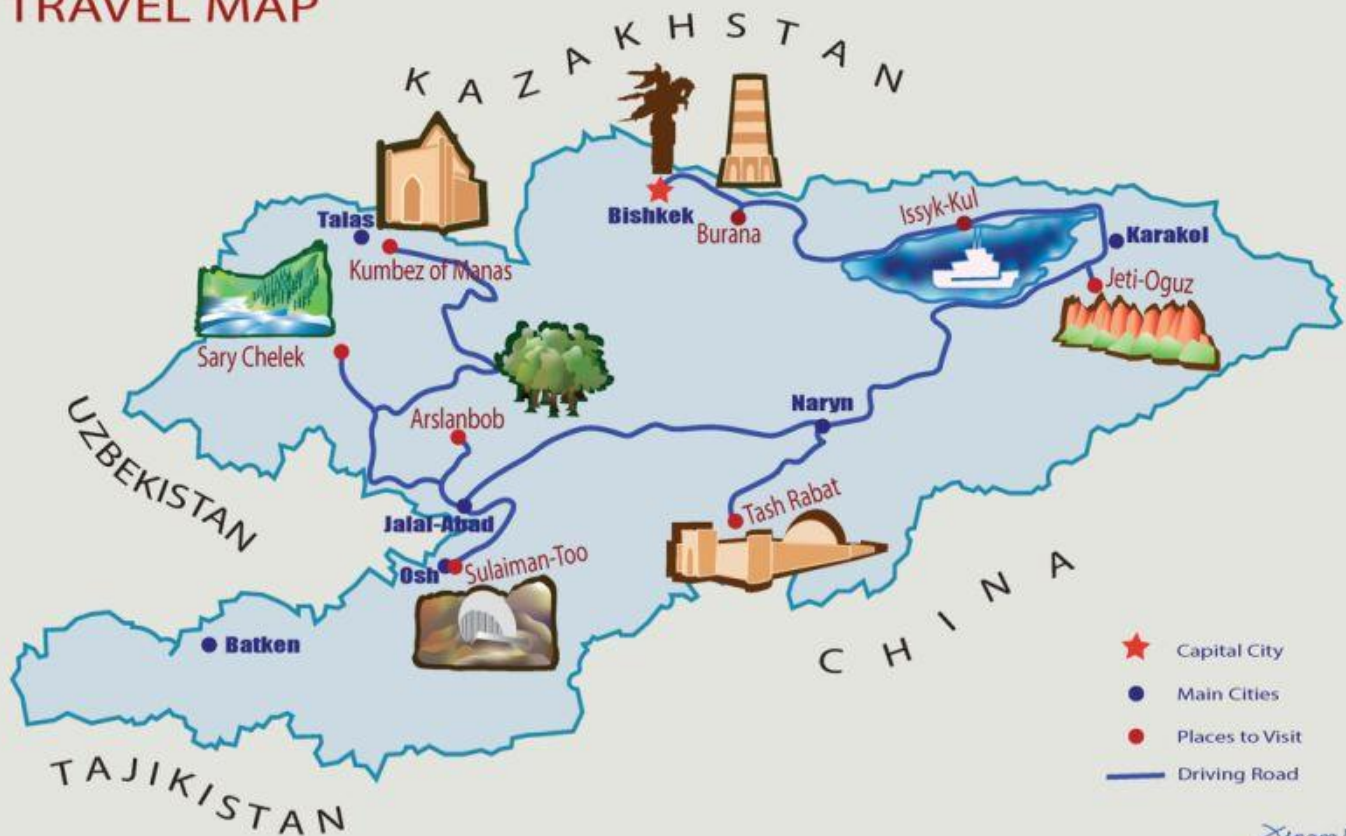 TRAVEL MAP
KAZAKHSTAN
Talas
Kumbez of Manas
Bishkek
Burana
Issyk-Kul
Karakol
Jeti-Oguz
Sary Chelek
Arslanbob
Naryn
UZBEKISTAN
Jalal-Abad
Tash Rabat
Osh
Sulaiman-Too
Batken
CHINA
TAJIKISTAN
Capital City
Main Cities
Places to Visit
Driving Road